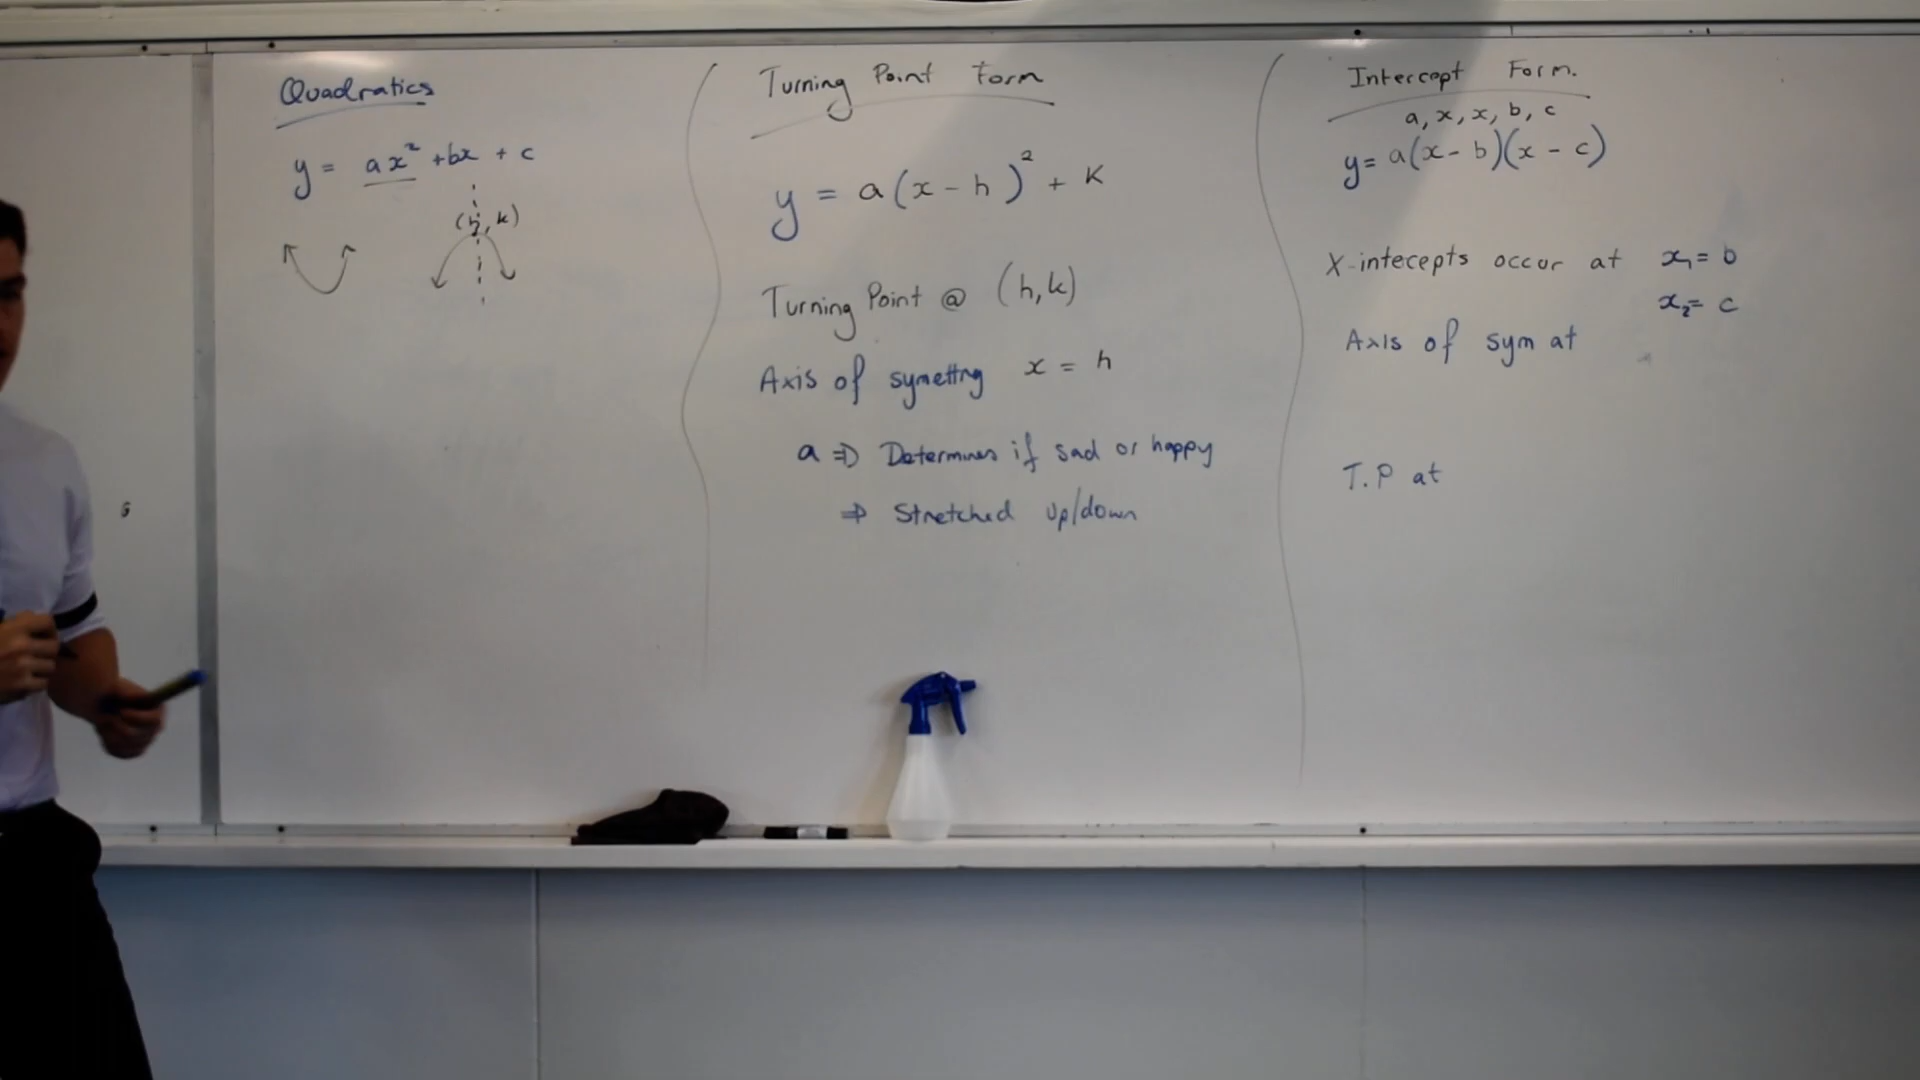 Quadratics
y = ax² + bx + c
(h, k)
Turning Point Form
y = a(x - h)² + K
Turning Point @ (h, k)
Axis of symettry x = h
a ⇒ Determines if sad or happy
⇒ Stretched up/down
Intercept Form.
a, x, x, b, c
y = a(x - b)(x - c)
X-intecepts occur at x₁ = b
x₂ = c
Axis of sym at
T.P at